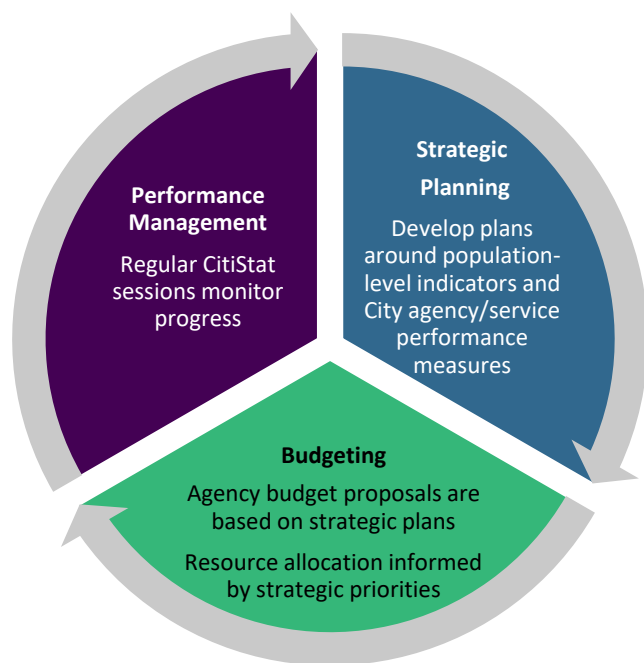 Performance
Management
Regular CitiStat
sessions monitor
progress
Strategic
Planning
Develop plans
around population-
level indicators and
City agency/service
performance
measures
Budgeting
Agency budget proposals are
based on strategic plans
Resource allocation informed
by strategic priorities